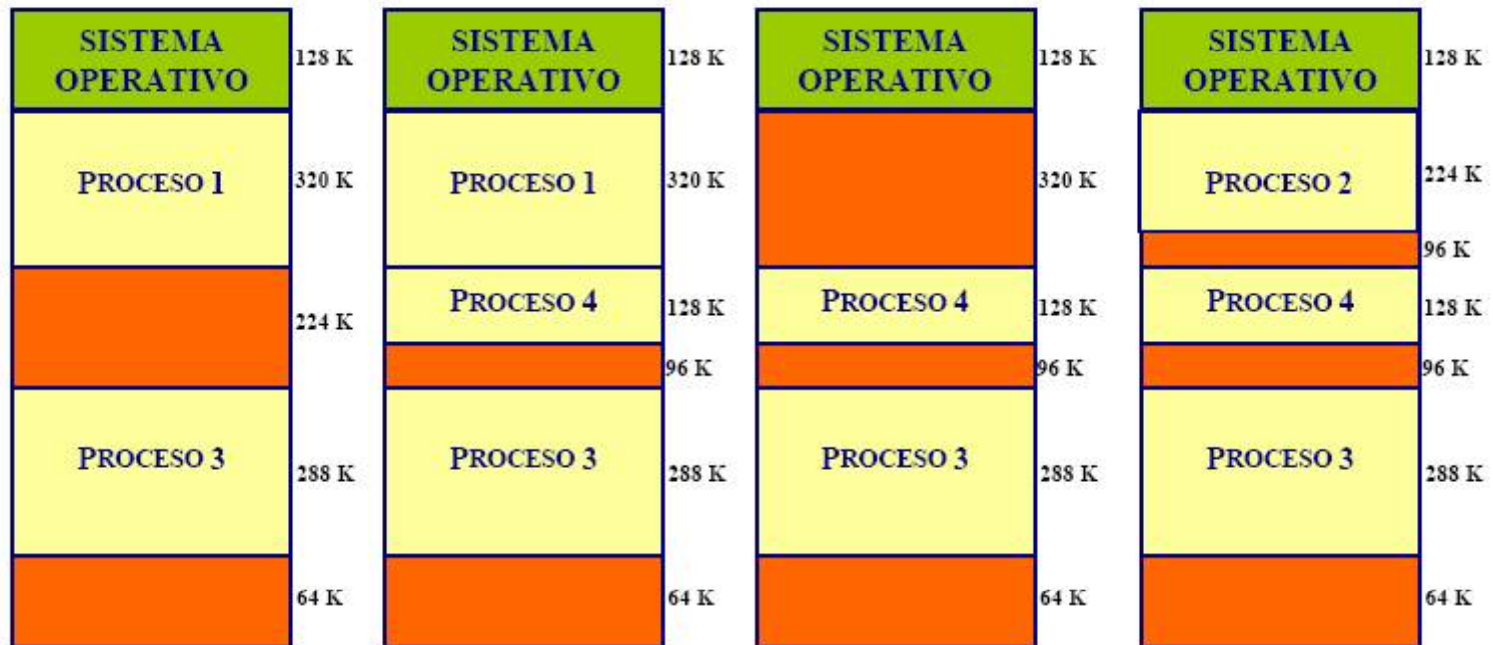 SISTEMA
OPERATIVO
128 K
PROCESO 1
320 K
224 K
PROCESO 3
288 K
64 K
SISTEMA
OPERATIVO
128 K
PROCESO 1
320 K
PROCESO 4
128 K
96 K
PROCESO 3
288 K
64 K
SISTEMA
OPERATIVO
128 K
320 K
PROCESO 4
128 K
96 K
PROCESO 3
288 K
64 K
SISTEMA
OPERATIVO
128 K
PROCESO 2
224 K
96 K
PROCESO 4
128 K
96 K
PROCESO 3
288 K
64 K